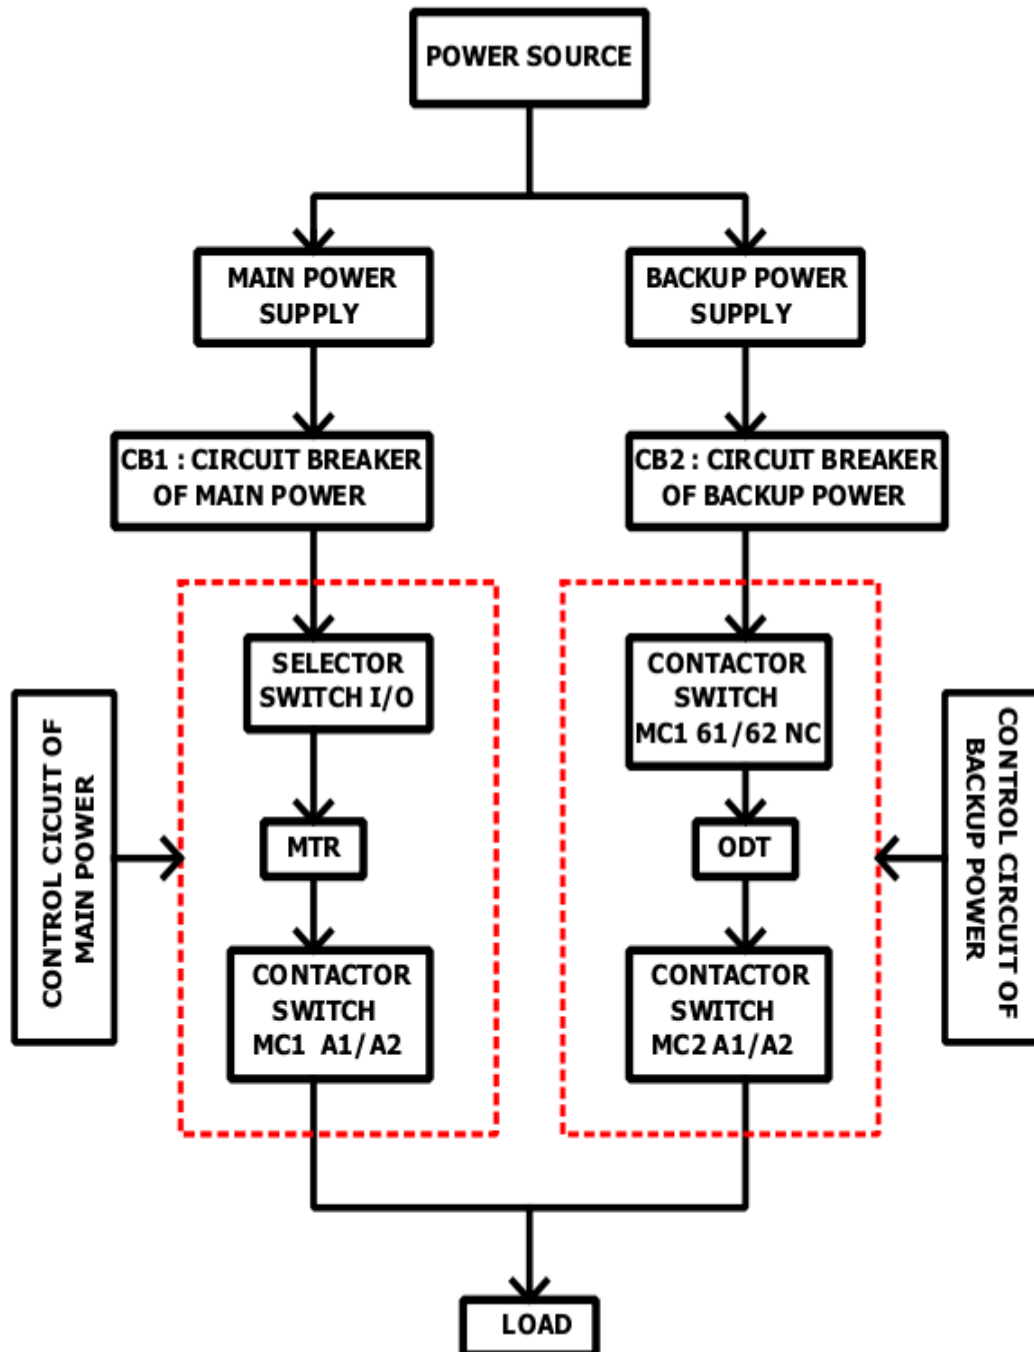 POWER SOURCE
MAIN POWER
SUPPLY
BACKUP POWER
SUPPLY
CB1 : CIRCUIT BREAKER
OF MAIN POWER
CB2 : CIRCUIT BREAKER
OF BACKUP POWER
SELECTOR
SWITCH I/O
CONTACTOR
SWITCH
MC1 61/62 NC
CONTROL CICUIT OF
MAIN POWER
MTR
ODT
CONTROL CIRCUIT OF
BACKUP POWER
CONTACTOR
SWITCH
MC1 A1/A2
CONTACTOR
SWITCH
MC2 A1/A2
LOAD